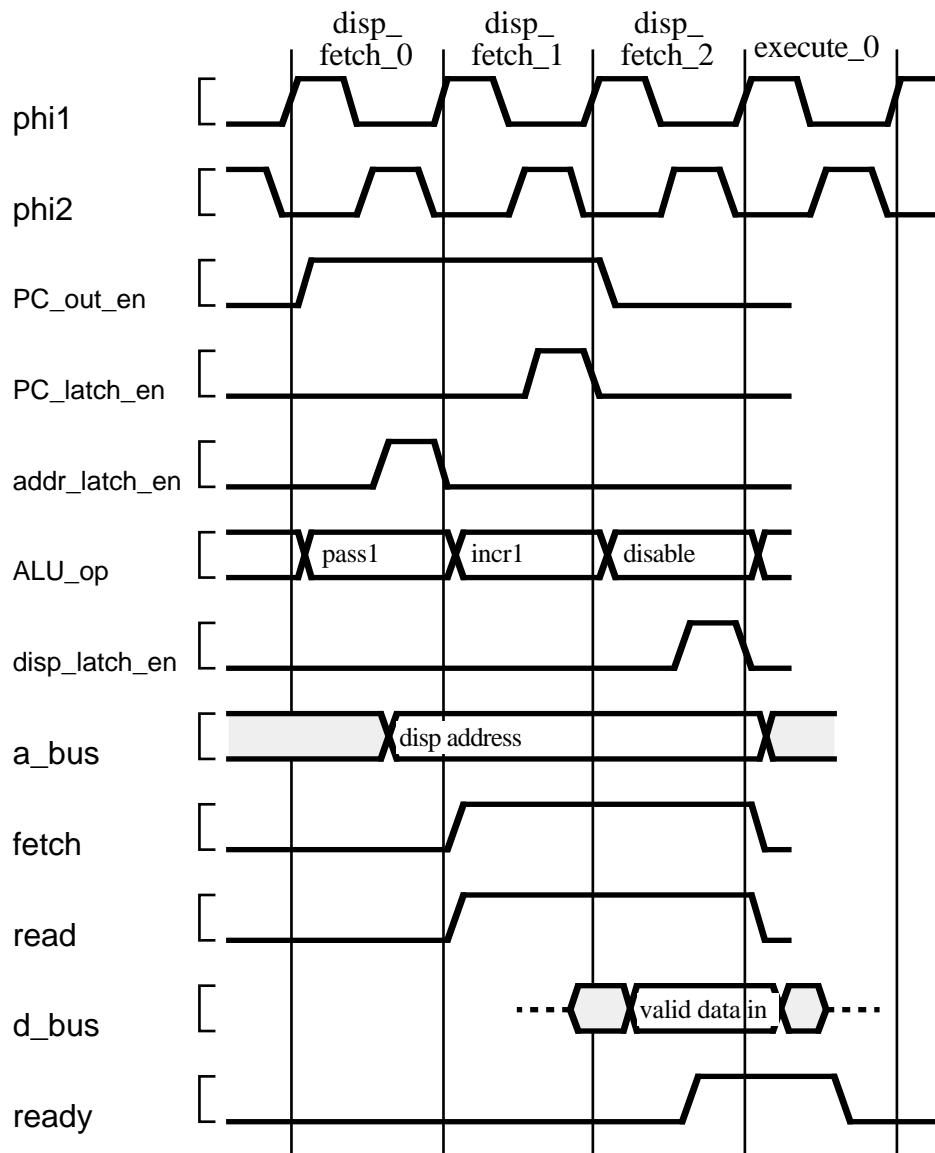 disp_
fetch_0
disp_
fetch_1
disp_
fetch_2
execute_0
phi1
phi2
PC_out_en
PC_latch_en
addr_latch_en
ALU_op
pass1
incr1
disable
disp_latch_en
a_bus
disp address
fetch
read
d_bus
valid data in
ready